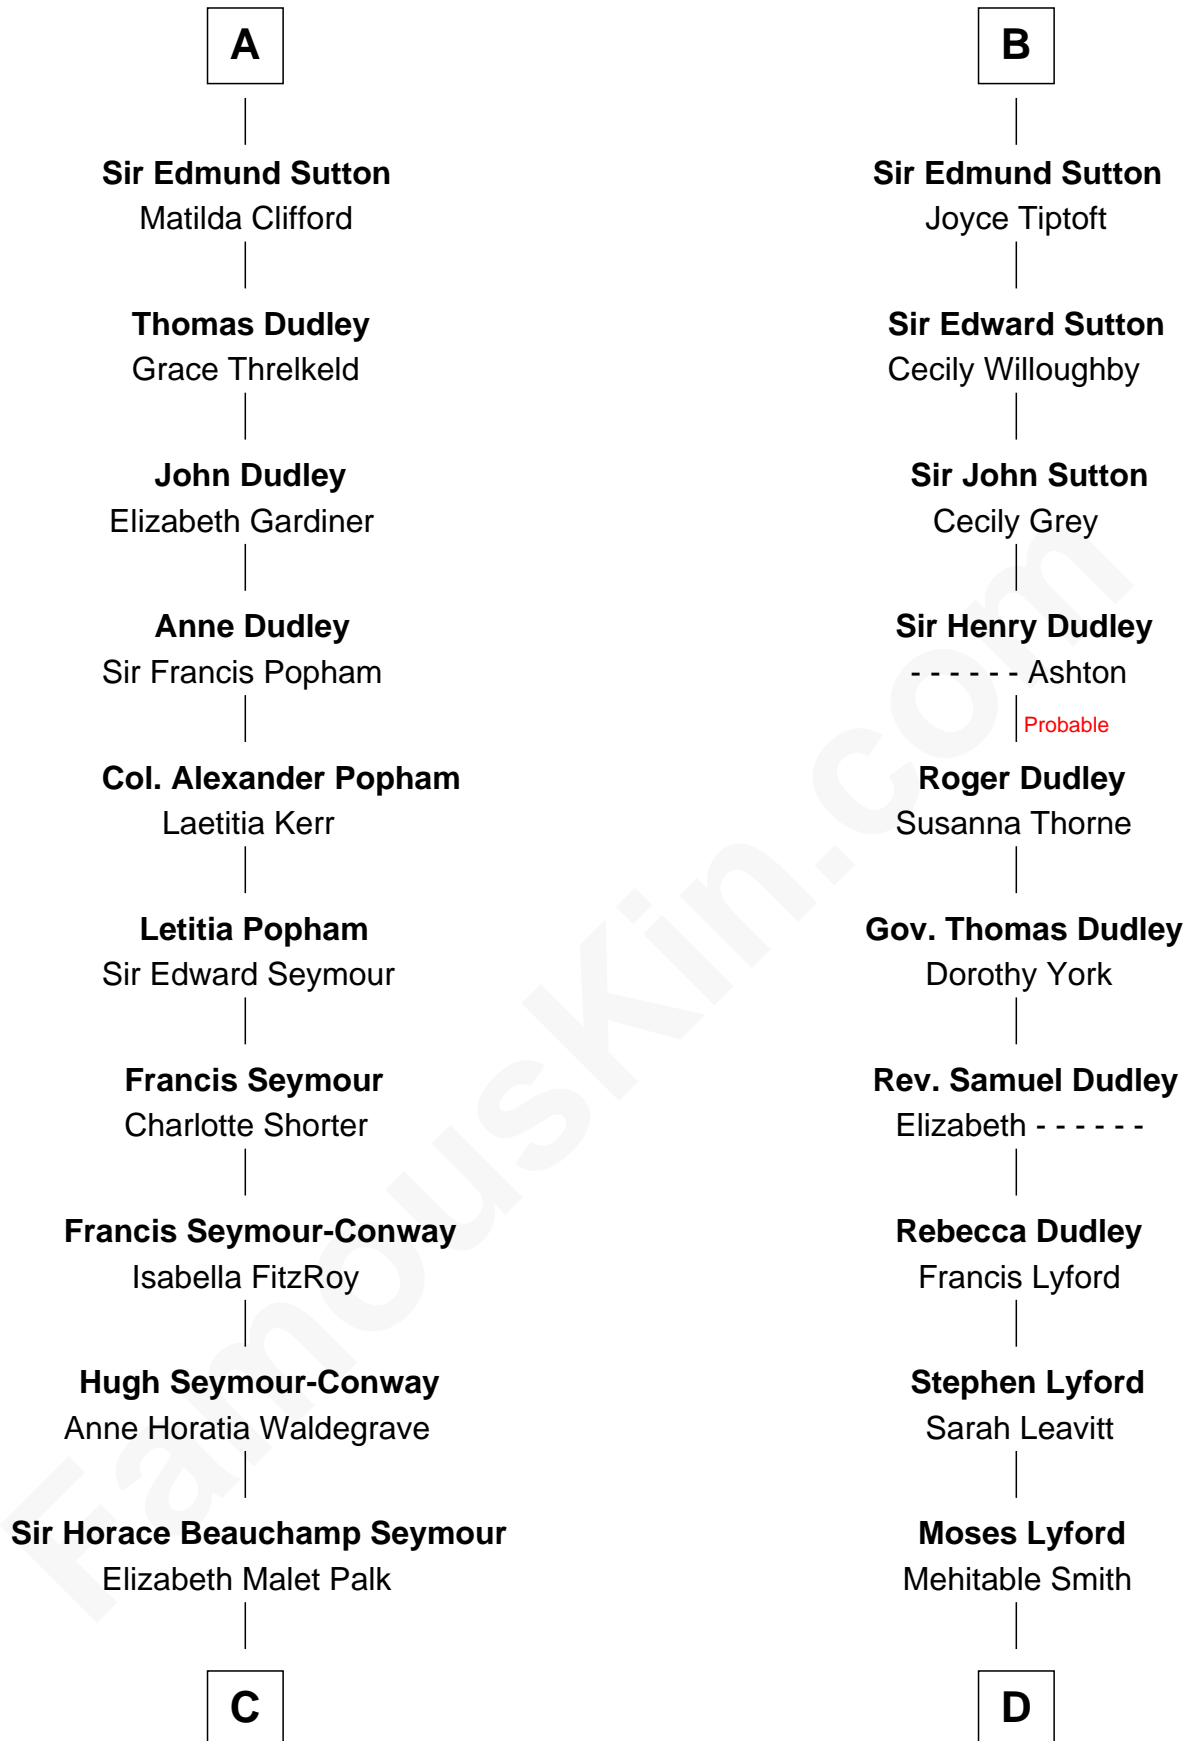 A
Sir Edmund Sutton
Matilda Clifford
Thomas Dudley
Grace Threlkeld
John Dudley
Elizabeth Gardiner
Anne Dudley
Sir Francis Popham
Col. Alexander Popham
Laetitia Kerr
Letitia Popham
Sir Edward Seymour
Francis Seymour
Charlotte Shorter
Francis Seymour-Conway
Isabella FitzRoy
Hugh Seymour-Conway
Anne Horatia Waldegrave
Sir Horace Beauchamp Seymour
Elizabeth Malet Palk
C
B
Sir Edmund Sutton
Joyce Tiptoft
Sir Edward Sutton
Cecily Willoughby
Sir John Sutton
Cecily Grey
Sir Henry Dudley
- - - - - - Ashton
Probable
Roger Dudley
Susanna Thorne
Gov. Thomas Dudley
Dorothy York
Rev. Samuel Dudley
Elizabeth - - - - - -
Rebecca Dudley
Francis Lyford
Stephen Lyford
Sarah Leavitt
Moses Lyford
Mehitable Smith
D
FamousKin.com